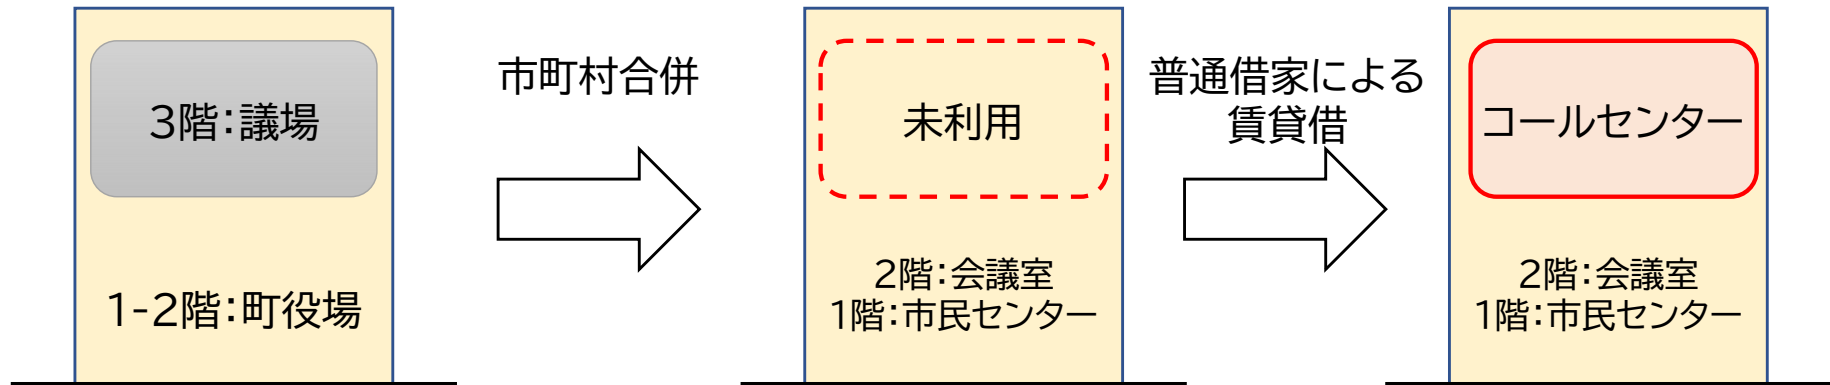 3階：議場
1-2階：町役場
市町村合併
未利用
2階：会議室
1階：市民センター
普通借家による
賃貸借
コールセンター
2階：会議室
1階：市民センター